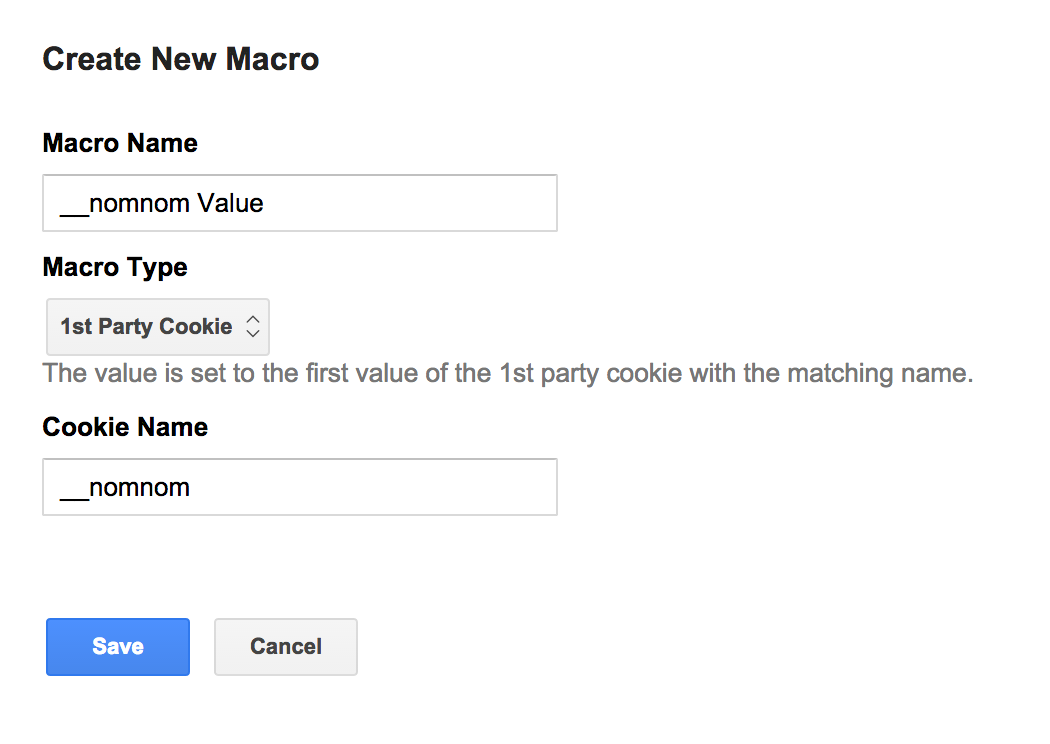 Create New Macro
Macro Name
__nomnom Value
Macro Type
1st Party Cookie
The value is set to the first value of the 1st party cookie with the matching name.
Cookie Name
__nomnom
Save Cancel